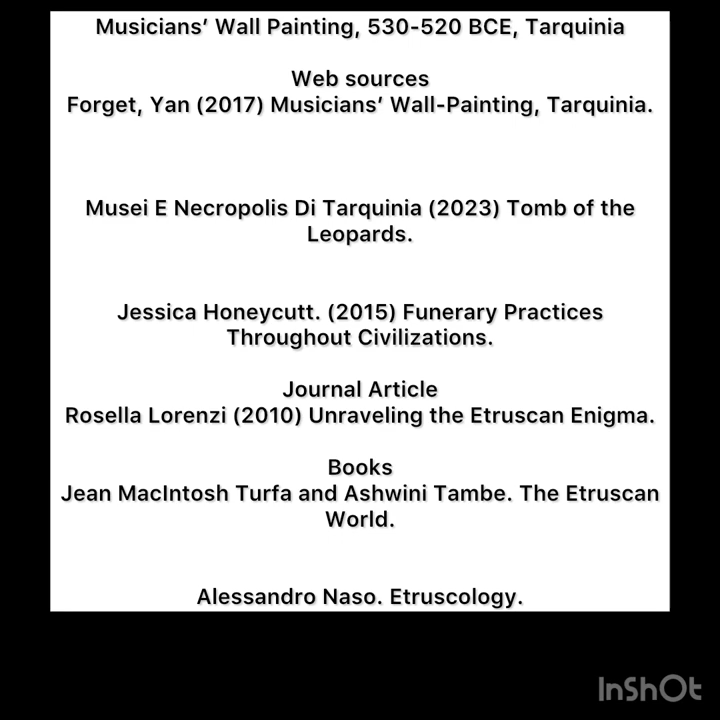 Musicians’ Wall Painting, 530-520 BCE, Tarquinia
Web sources
Forget, Yan (2017) Musicians’ Wall-Painting, Tarquinia.
Musei E Necropolis Di Tarquinia (2023) Tomb of the
Leopards.
Jessica Honeycutt. (2015) Funerary Practices
Throughout Civilizations.
Journal Article
Rosella Lorenzi (2010) Unraveling the Etruscan Enigma.
Books
Jean MacIntosh Turfa and Ashwini Tambe. The Etruscan
World.
Alessandro Naso. Etruscology.
InShOt